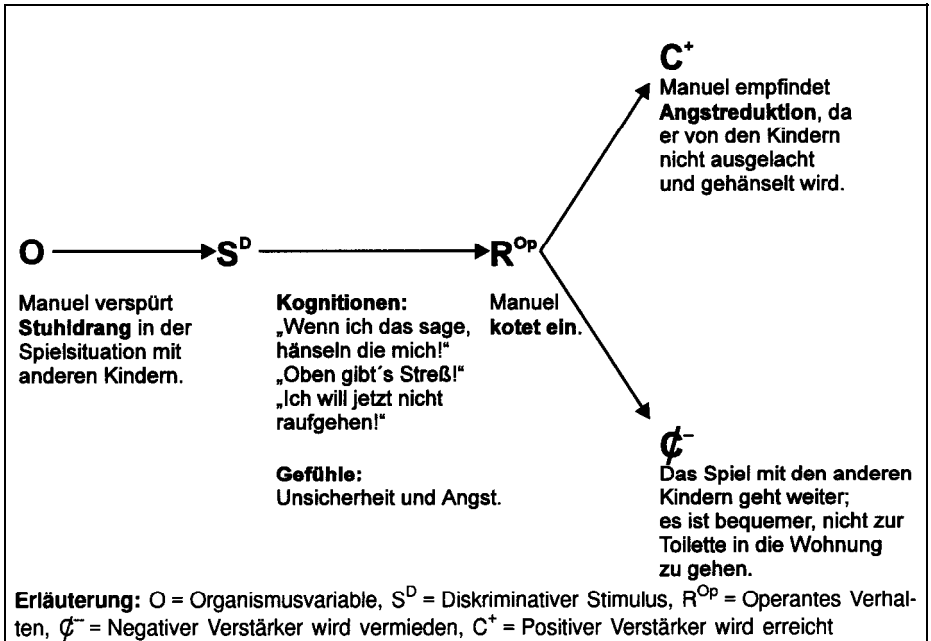 C⁺
Manuel empfindet
Angstreduktion, da
er von den Kindern
nicht ausgelacht
und gehänselt wird.
O S^D R^Op
Manuel verspürt
Stuhldrang in der
Spielsituation mit
anderen Kindern.
Kognitionen:
„Wenn ich das sage,
hänseln die mich!“
„Oben gibt´s Streß!“
„Ich will jetzt nicht
raufgehen!“
Gefühle:
Unsicherheit und Angst.
Manuel
kotet ein.
₵⁻
Das Spiel mit den anderen
Kindern geht weiter;
es ist bequemer, nicht zur
Toilette in die Wohnung
zu gehen.
Erläuterung: O = Organismusvariable, S^D = Diskriminativer Stimulus, R^Op = Operantes Verhal-
ten, ₵⁻ = Negativer Verstärker wird vermieden, C⁺ = Positiver Verstärker wird erreicht